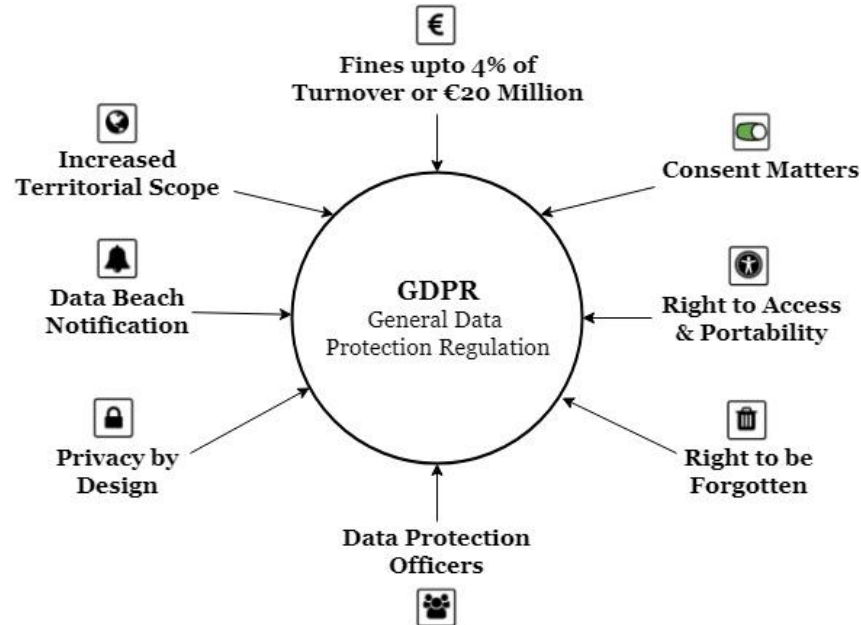 €
Fines upto 4% of
Turnover or €20 Million
Increased
Territorial Scope
Consent Matters
Data Beach
Notification
GDPR
General Data
Protection Regulation
Right to Access
& Portability
Privacy by
Design
Right to be
Forgotten
Data Protection
Officers